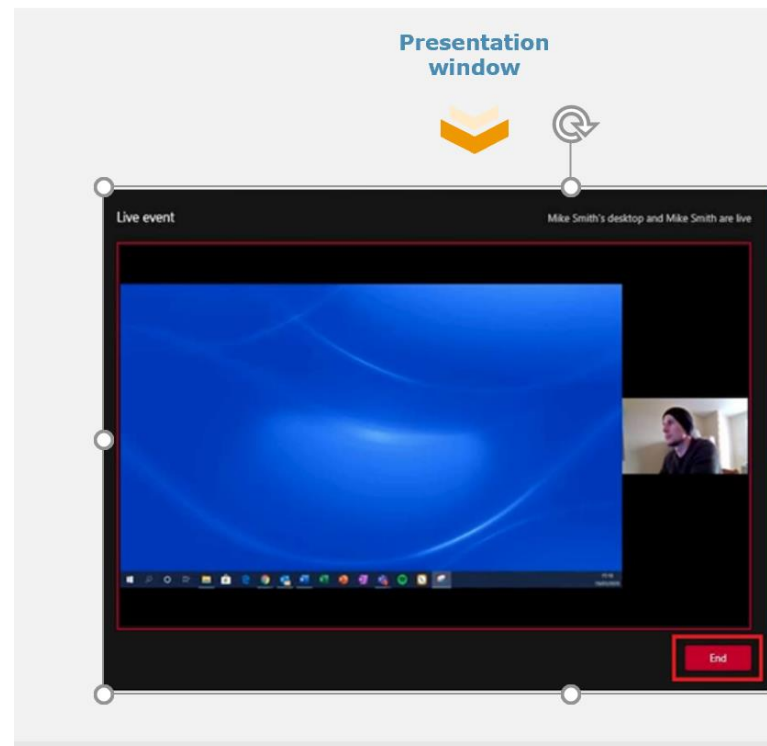 Presentation
window
Live event
Mike Smith's desktop and Mike Smith are live
End